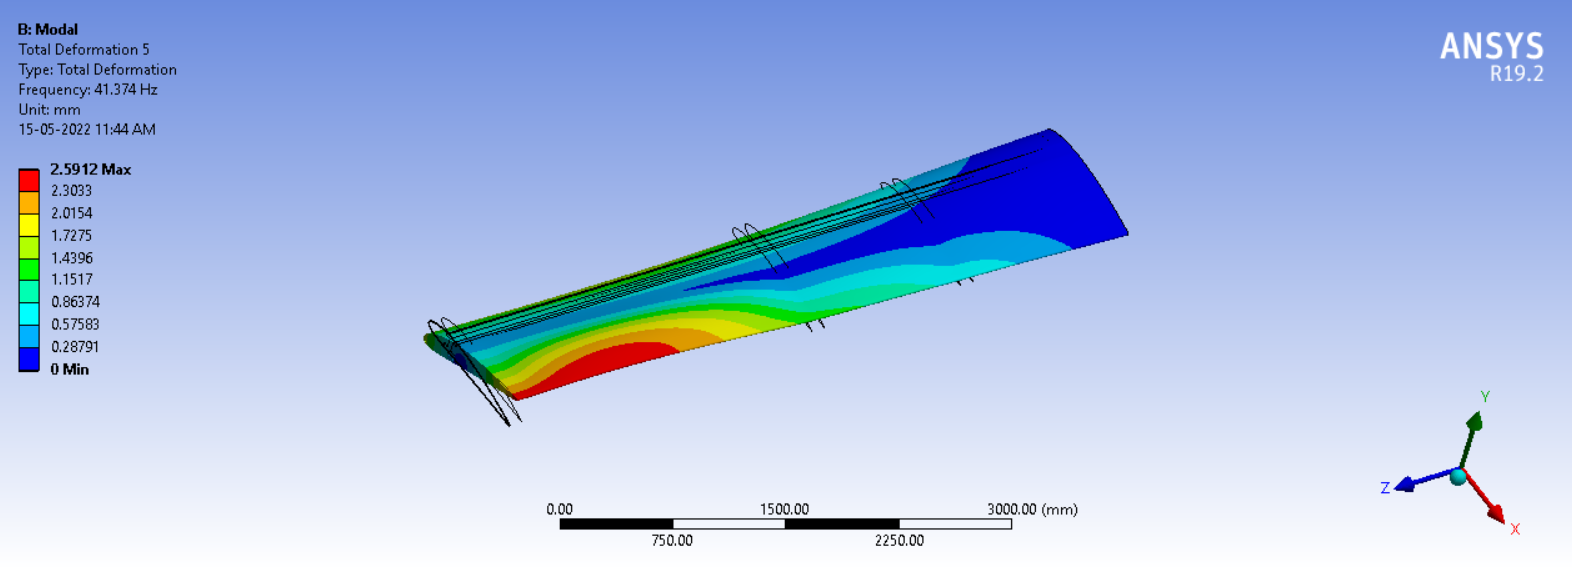 B: Modal
Total Deformation 5
Type: Total Deformation
Frequency: 41.374 Hz
Unit: mm
15-05-2022 11:44 AM
2.5912 Max
2.3033
2.0154
1.7275
1.4396
1.1517
0.86374
0.57583
0.28791
0 Min
ANSYS
R19.2
0.00 1500.00 3000.00 (mm)
750.00 2250.00
Y
Z
X